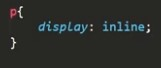 p{
display: inline;
}